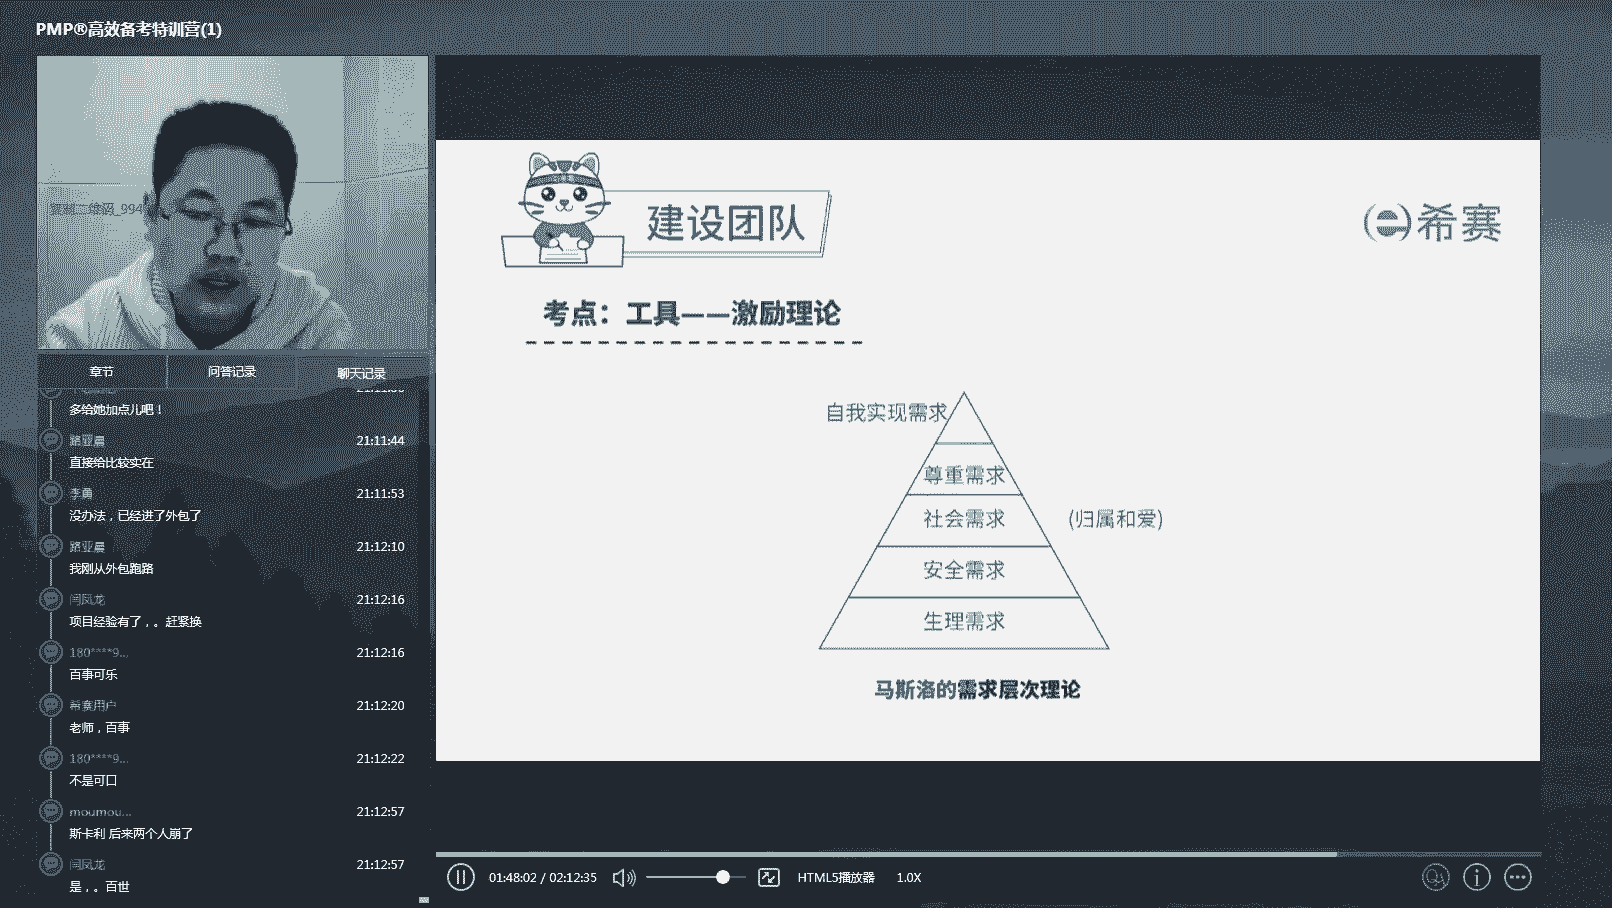 PMP®高效备考特训营(1)
章节
问答记录
聊天记录
多给她加点儿吧！
路亚晨
21:11:44
直接给比较实在
李勇
21:11:53
没办法，已经进了外包了
路亚晨
21:12:10
我刚从外包跑路
闫凤龙
21:12:16
项目经验有了，。赶紧换
180****9...
21:12:16
百事可乐
希赛用户
21:12:20
老师，百事
180****9...
21:12:22
不是可口
moumou...
21:12:57
斯卡利 后来两个人崩了
闫凤龙
21:12:57
是，。百世
建设团队
希赛
考点：工具——激励理论
自我实现需求
尊重需求
社会需求
(归属和爱)
安全需求
生理需求
马斯洛的需求层次理论
01:48:02 / 02:12:35
HTML5播放器
1.0X